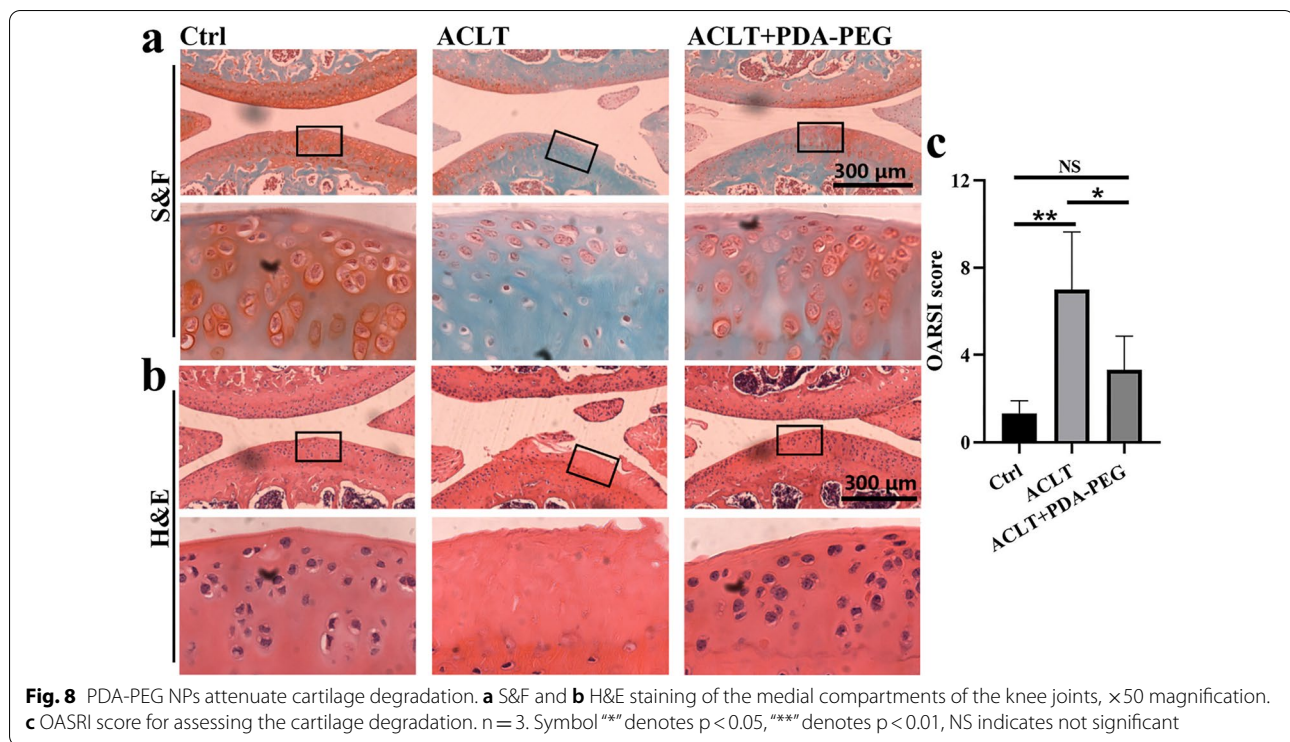 a Ctrl ACLT ACLT+PDA-PEG
S&F
300 µm
b
H&E
300 µm
c
NS
**
*
OARSI score
12
8
4
0
Ctrl
ACLT
ACLT+PDA-PEG
Fig. 8 PDA-PEG NPs attenuate cartilage degradation. a S&F and b H&E staining of the medial compartments of the knee joints, ×50 magnification.
c OASRI score for assessing the cartilage degradation. n = 3. Symbol “*” denotes p < 0.05, “**” denotes p < 0.01, NS indicates not significant